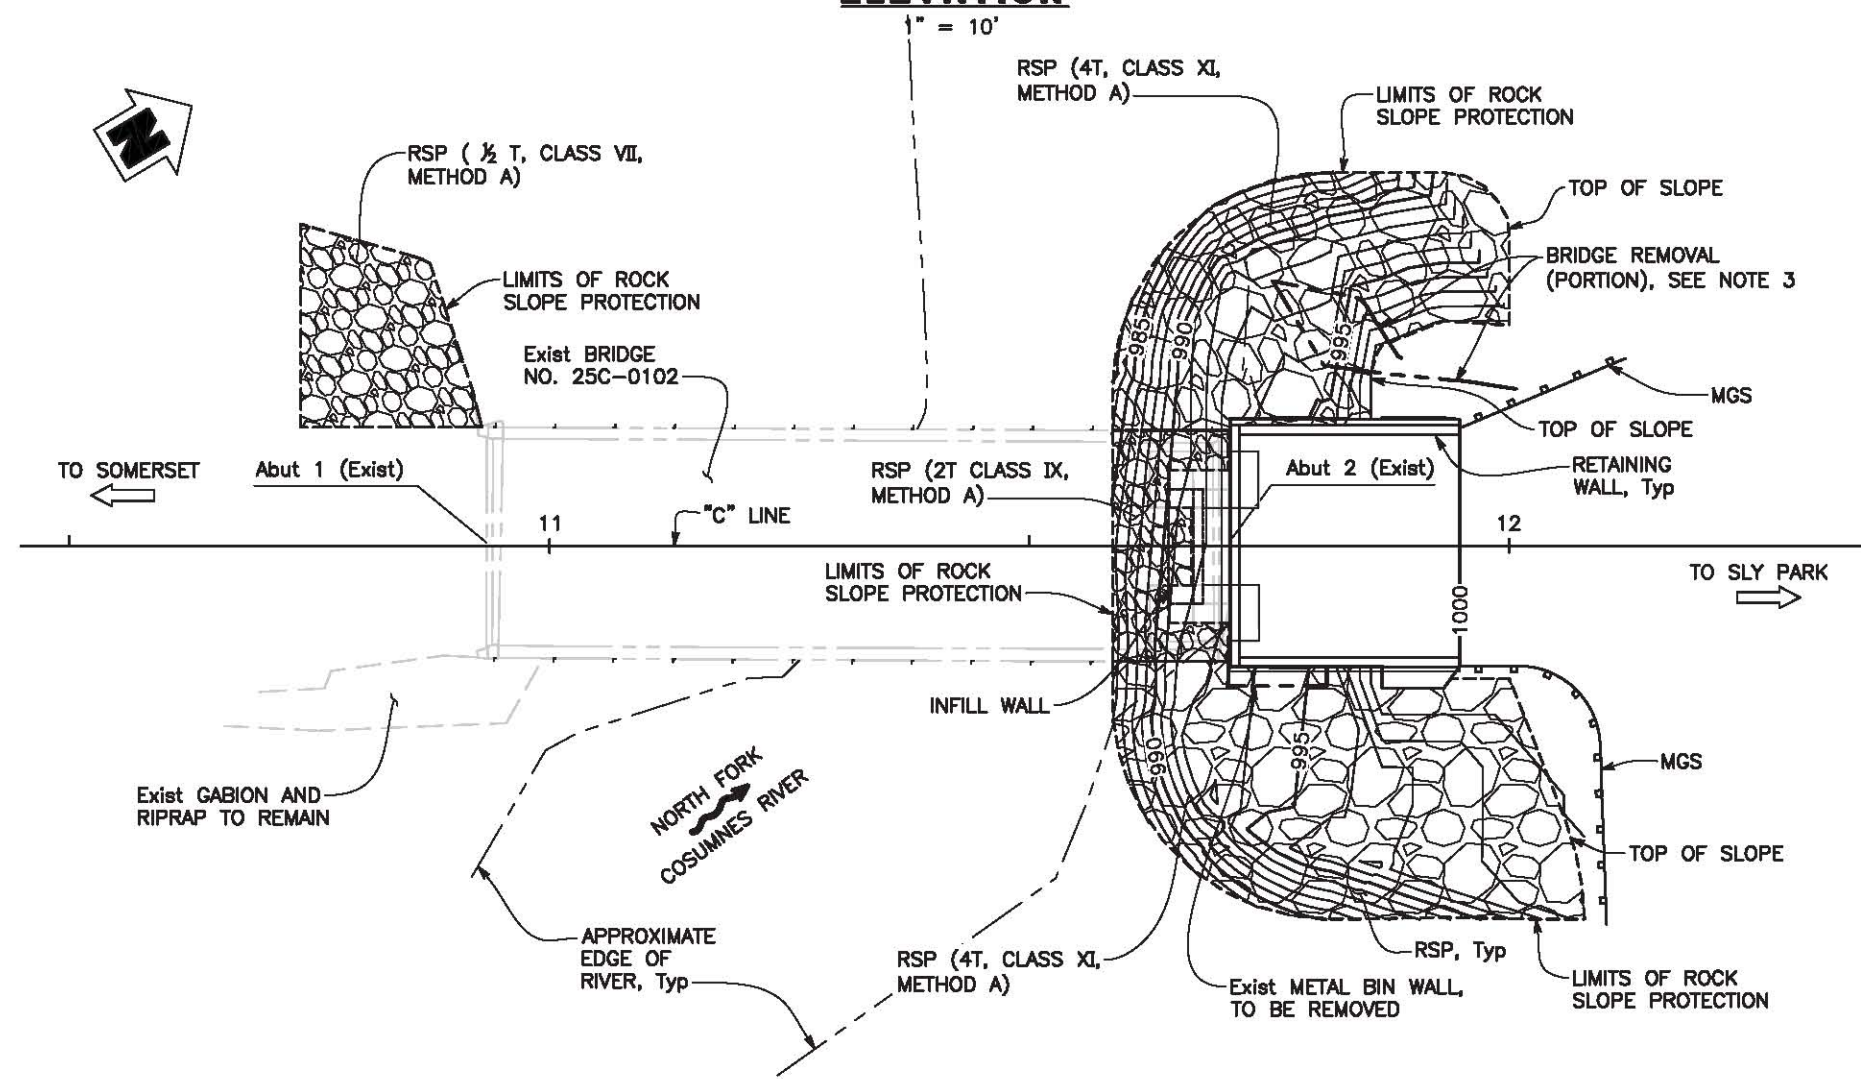 ELEVATION
1" = 10'
RSP (4T, CLASS XI,
METHOD A)
LIMITS OF ROCK
SLOPE PROTECTION
N
RSP ( ½ T, CLASS VII,
METHOD A)
TOP OF SLOPE
LIMITS OF ROCK
SLOPE PROTECTION
BRIDGE REMOVAL
(PORTION), SEE NOTE 3
985
990
995
Exist BRIDGE
NO. 25C-0102
MGS
TOP OF SLOPE
TO SOMERSET
Abut 1 (Exist)
RSP (2T CLASS IX,
METHOD A)
Abut 2 (Exist)
RETAINING
WALL, Typ
11
"C" LINE
12
LIMITS OF ROCK
SLOPE PROTECTION
TO SLY PARK
1000
INFILL WALL
990
995
MGS
Exist GABION AND
RIPRAP TO REMAIN
NORTH FORK
COSUMNES RIVER
TOP OF SLOPE
APPROXIMATE
EDGE OF
RIVER, Typ
RSP (4T, CLASS XI,
METHOD A)
RSP, Typ
Exist METAL BIN WALL,
TO BE REMOVED
LIMITS OF ROCK
SLOPE PROTECTION